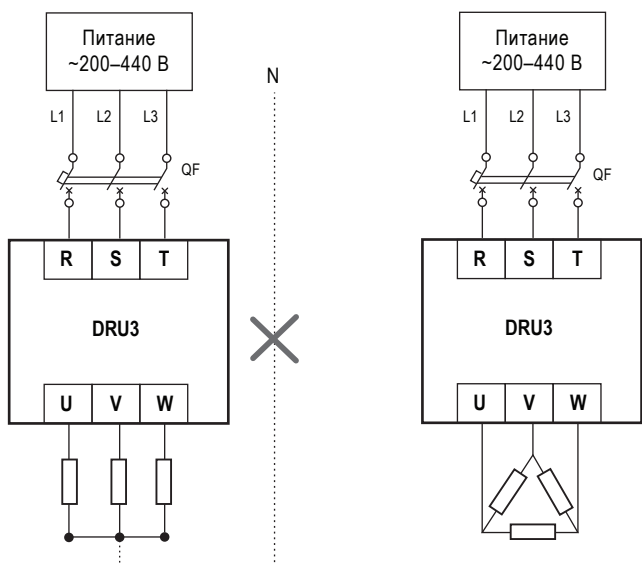 Питание
~200–440 В
L1 L2 L3
QF
R S T
DRU3
U V W
N
Питание
~200–440 В
L1 L2 L3
QF
R S T
DRU3
U V W